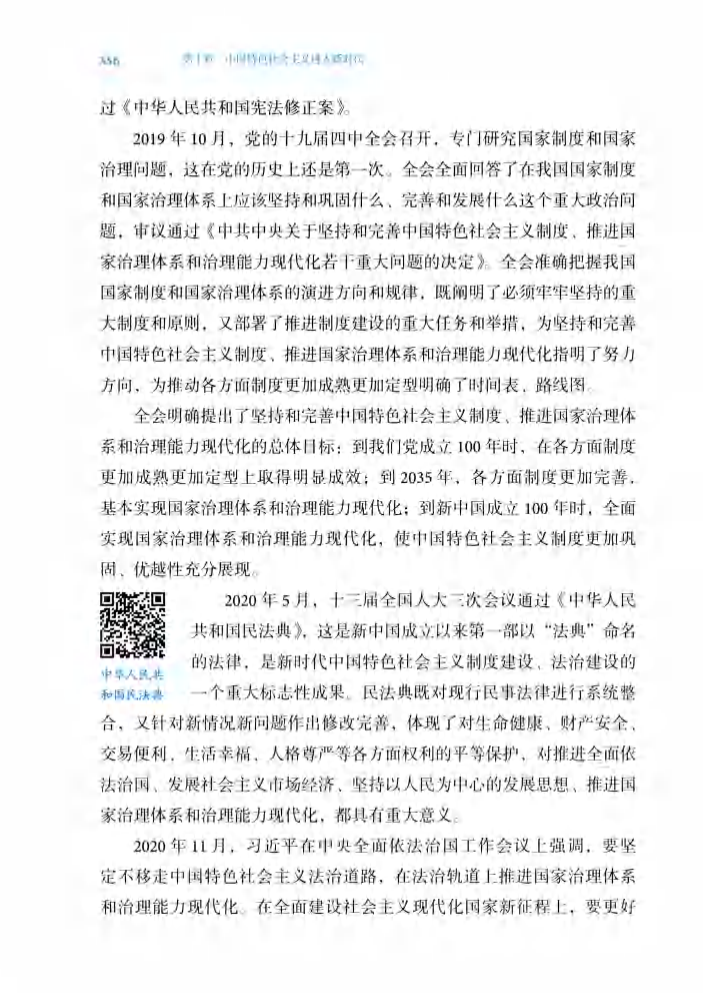 356 第十章 中国特色社会主义进入新时代
过《中华人民共和国宪法修正案》。
2019 年 10 月，党的十九届四中全会召开，专门研究国家制度和国家
治理问题，这在党的历史上还是第一次。全会全面回答了在我国国家制度
和国家治理体系上应该坚持和巩固什么、完善和发展什么这个重大政治问
题，审议通过《中共中央关于坚持和完善中国特色社会主义制度、推进国
家治理体系和治理能力现代化若干重大问题的决定》。全会准确把握我国
国家制度和国家治理体系的演进方向和规律，既阐明了必须牢牢坚持的重
大制度和原则，又部署了推进制度建设的重大任务和举措，为坚持和完善
中国特色社会主义制度、推进国家治理体系和治理能力现代化指明了努力
方向，为推动各方面制度更加成熟更加定型明确了时间表、路线图。
全会明确提出了坚持和完善中国特色社会主义制度、推进国家治理体
系和治理能力现代化的总体目标：到我们党成立 100 年时，在各方面制度
更加成熟更加定型上取得明显成效；到 2035 年，各方面制度更加完善，
基本实现国家治理体系和治理能力现代化；到新中国成立 100 年时，全面
实现国家治理体系和治理能力现代化，使中国特色社会主义制度更加巩
固、优越性充分展现。
2020 年 5 月，十三届全国人大三次会议通过《中华人民
共和国民法典》，这是新中国成立以来第一部以“法典”命名
的法律，是新时代中国特色社会主义制度建设、法治建设的
中华人民共
和国民法典
一个重大标志性成果。民法典既对现行民事法律进行系统整
合，又针对新情况新问题作出修改完善，体现了对生命健康、财产安全、
交易便利、生活幸福、人格尊严等各方面权利的平等保护，对推进全面依
法治国、发展社会主义市场经济、坚持以人民为中心的发展思想、推进国
家治理体系和治理能力现代化，都具有重大意义。
2020 年 11 月，习近平在中央全面依法治国工作会议上强调，要坚
定不移走中国特色社会主义法治道路，在法治轨道上推进国家治理体系
和治理能力现代化。在全面建设社会主义现代化国家新征程上，要更好